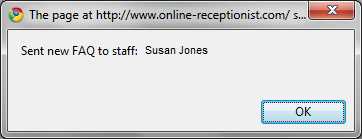 The page at http://www.online-receptionist.com/ s...
Sent new FAQ to staff: Susan Jones
OK